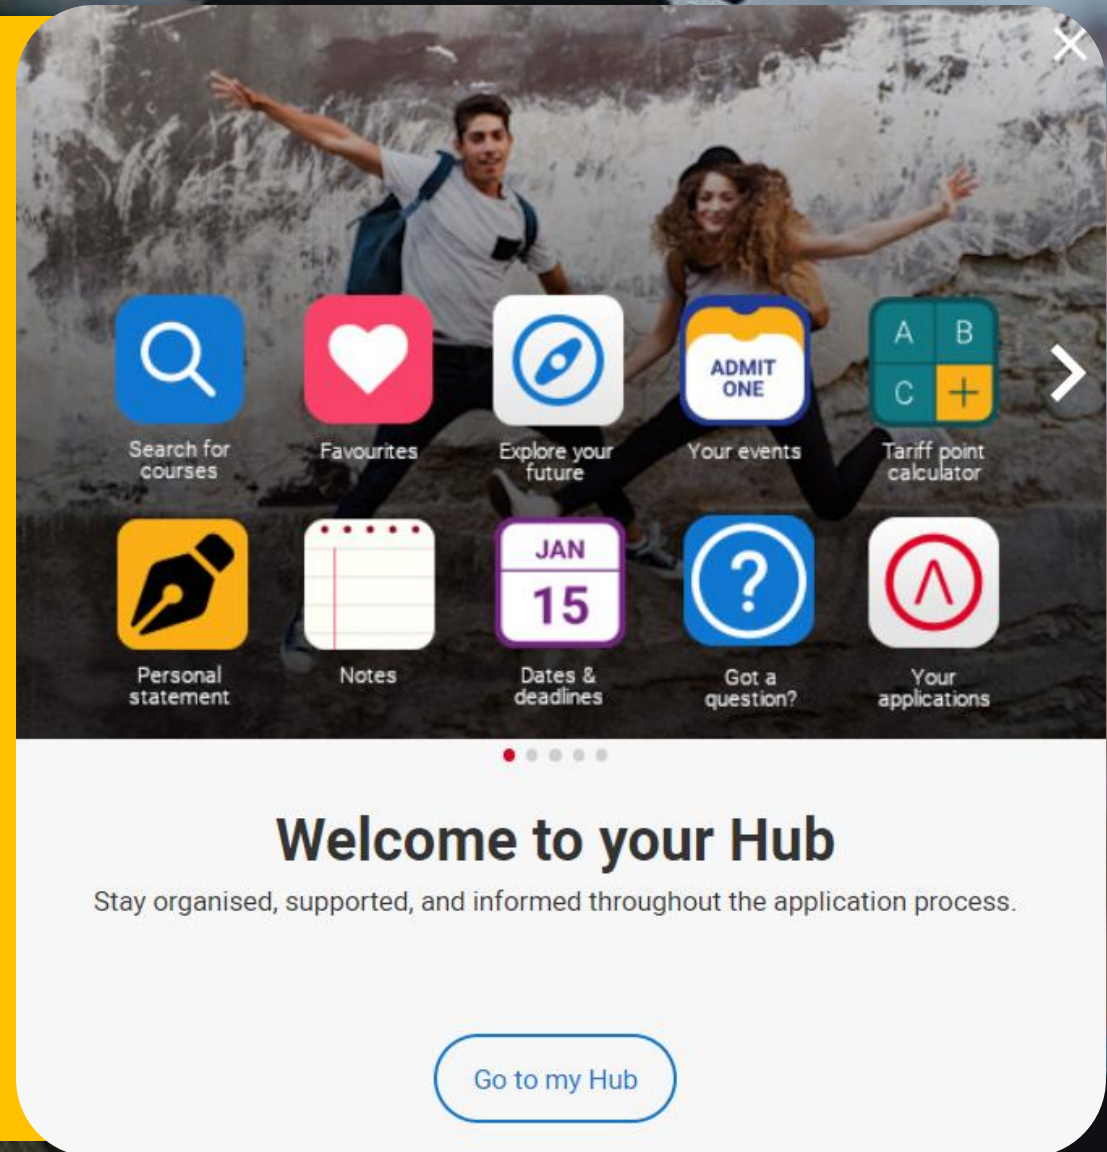 A B
ADMIT
ONE
C +
Search for
courses
Favourites
Explore your
future
Your events
Tariff point
calculator
JAN
15
?
Personal
statement
Notes
Dates &
deadlines
Got a
question?
Your
applications
Welcome to your Hub
Stay organised, supported, and informed throughout the application process.
Go to my Hub